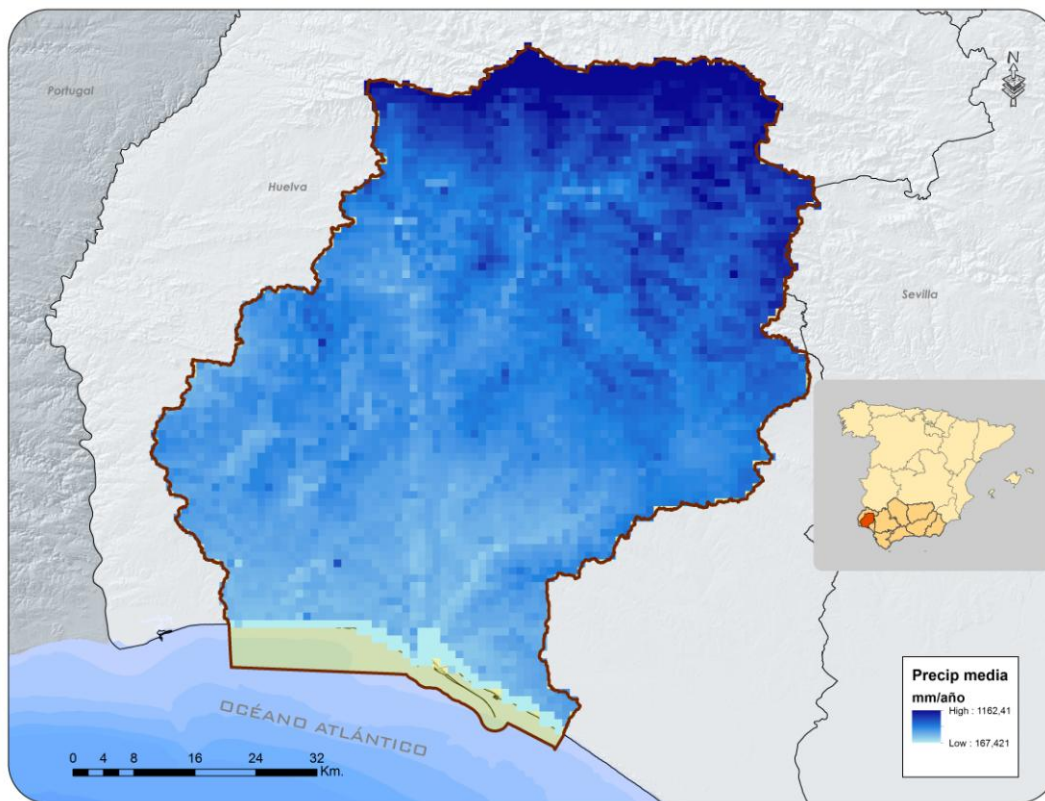 Portugal
N
Huelva
Sevilla
OCÉANO ATLÁNTICO
Precip media
mm/año
High : 1162,41
Low : 167,421
0 4 8 16 24 32
Km.